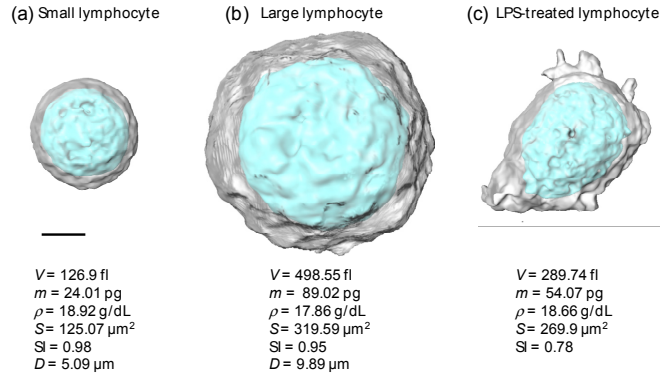 (a) Small lymphocyte
(b) Large lymphocyte
(c) LPS-treated lymphocyte
V = 126.9 fl
m = 24.01 pg
ρ = 18.92 g/dL
S = 125.07 µm²
SI = 0.98
D = 5.09 µm
V = 498.55 fl
m = 89.02 pg
ρ = 17.86 g/dL
S = 319.59 µm²
SI = 0.95
D = 9.89 µm
V = 289.74 fl
m = 54.07 pg
ρ = 18.66 g/dL
S = 269.9 µm²
SI = 0.78